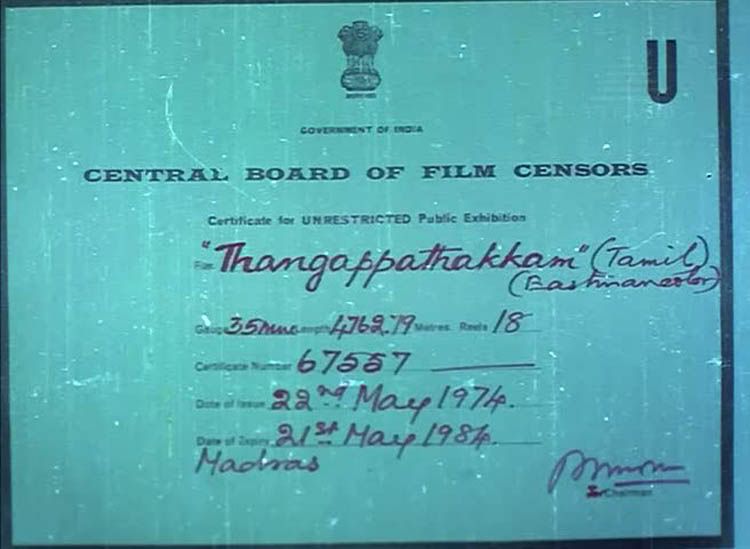 U
GOVERNMENT OF INDIA
CENTRAL BOARD OF FILM CENSORS
Certificate for UNRESTRICTED Public Exhibition
Film "Thangappathakkam" (Tamil)
(Eastmancolor)
Gauge 35mm Length 4762.79 Metres. Reels 18
Certificate Number 67557
Date of Issue 22nd May 1974.
Date of Expiry 21st May 1984.
Madras
Chairman